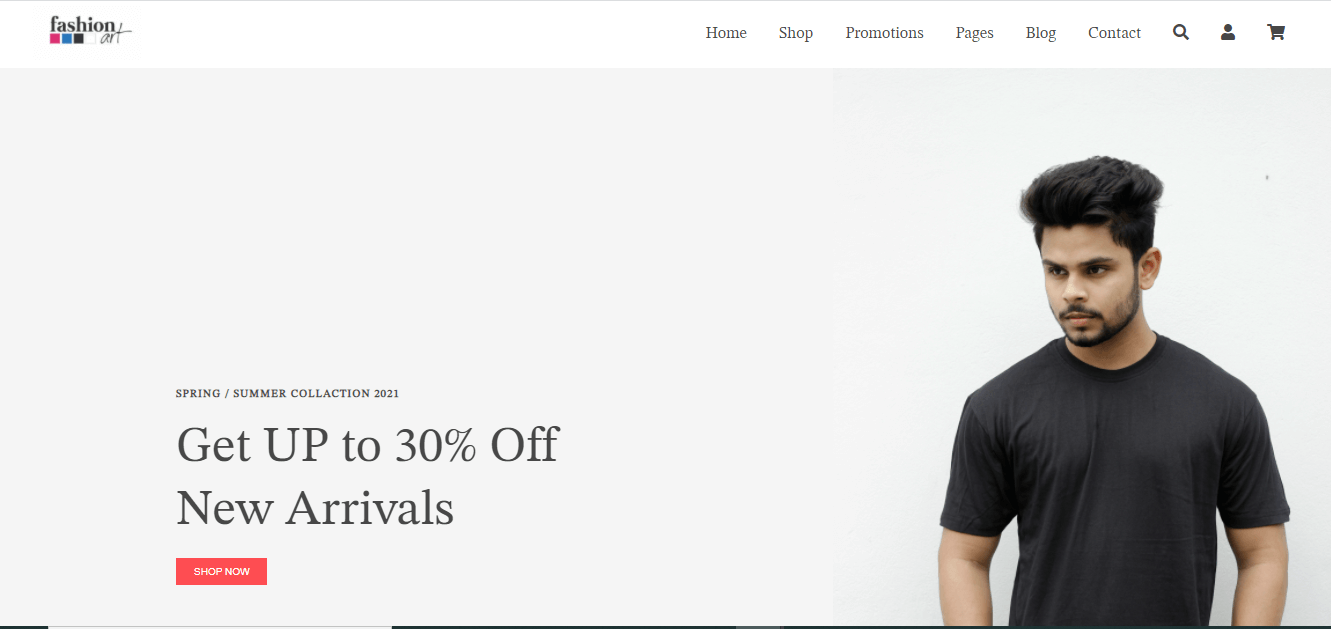 fashion
art
Home Shop Promotions Pages Blog Contact
SPRING / SUMMER COLLACTION 2021
Get UP to 30% Off
New Arrivals
SHOP NOW